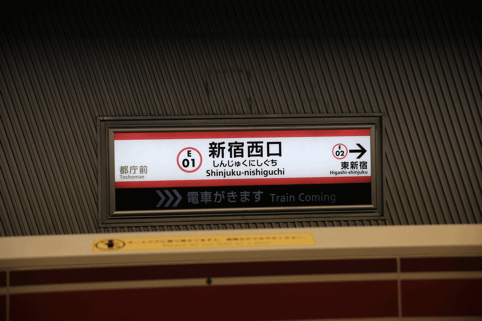 E
01
新宿西口
しんじゅくにしぐち
Shinjuku-nishiguchi
都庁前
Tochomae
E
02
東新宿
Higashi-shinjuku
電車がきます Train Coming